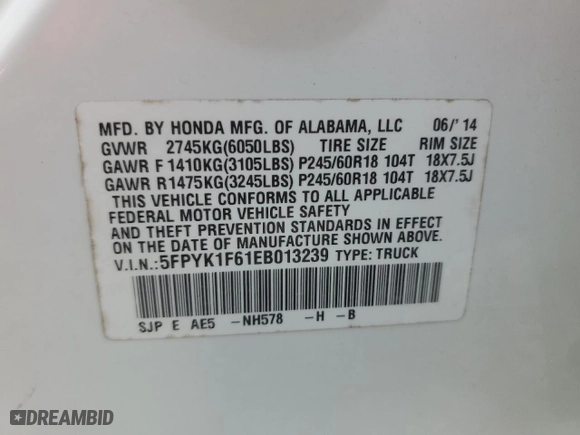 MFD. BY HONDA MFG. OF ALABAMA, LLC 06/'14
GVWR 2745KG(6050LBS) TIRE SIZE RIM SIZE
GAWR F 1410KG(3105LBS) P245/60R18 104T 18X7.5J
GAWR R1475KG(3245LBS) P245/60R18 104T 18X7.5J
THIS VEHICLE CONFORMS TO ALL APPLICABLE
FEDERAL MOTOR VEHICLE SAFETY
AND THEFT PREVENTION STANDARDS IN EFFECT
ON THE DATE OF MANUFACTURE SHOWN ABOVE.
V.I.N.:5FPYK1F61EB013239 TYPE: TRUCK
SJP E AE5 -NH578 -H -B
DREAMBID